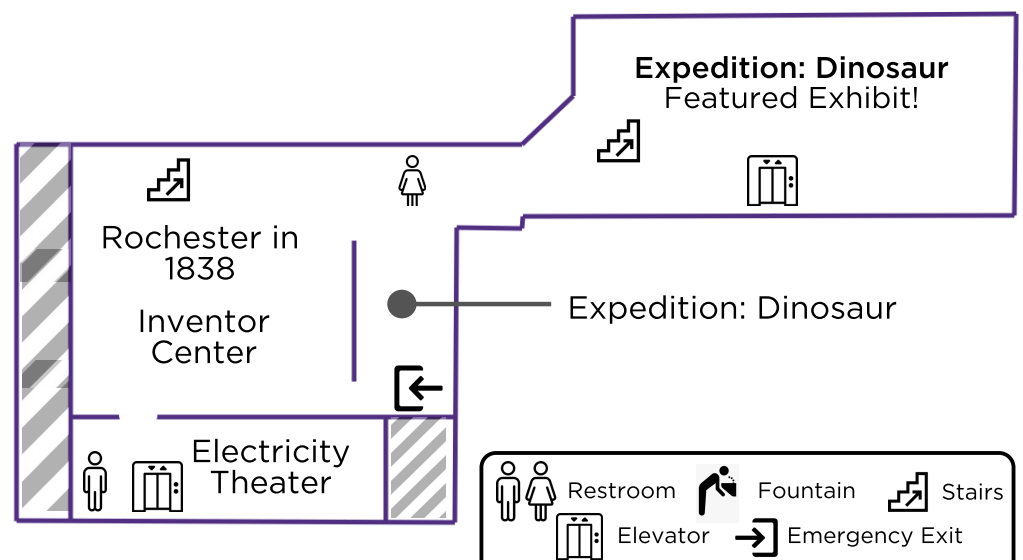 Expedition: Dinosaur
Featured Exhibit!
Rochester in
1838
Inventor
Center
Expedition: Dinosaur
Electricity
Theater
Restroom
Fountain
Stairs
Elevator
Emergency Exit